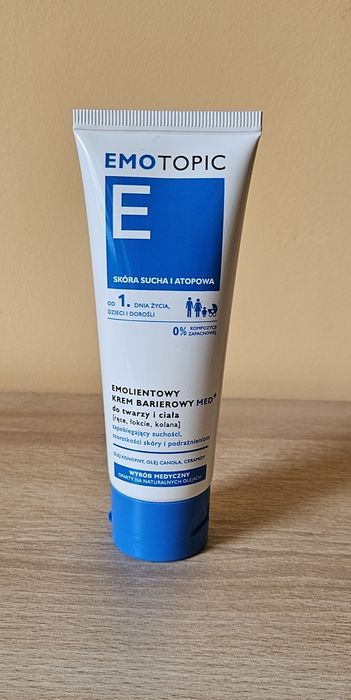 EMOTOPIC
E
SKÓRA SUCHA I ATOPOWA
OD 1. DNIA ŻYCIA,
DZIECI I DOROŚLI
0% KOMPOZYCJI
ZAPACHOWEJ
EMOLIENTOWY
KREM BARIEROWY MED+
do twarzy i ciała
[ręce, łokcie, kolana]
zapobiegający suchości,
szorstkości skóry i podrażnieniom
OLEJ KONOPNY, OLEJ CANOLA, CERAMIDY
WYRÓB MEDYCZNY
OPARTY NA NATURALNYCH OLEJACH